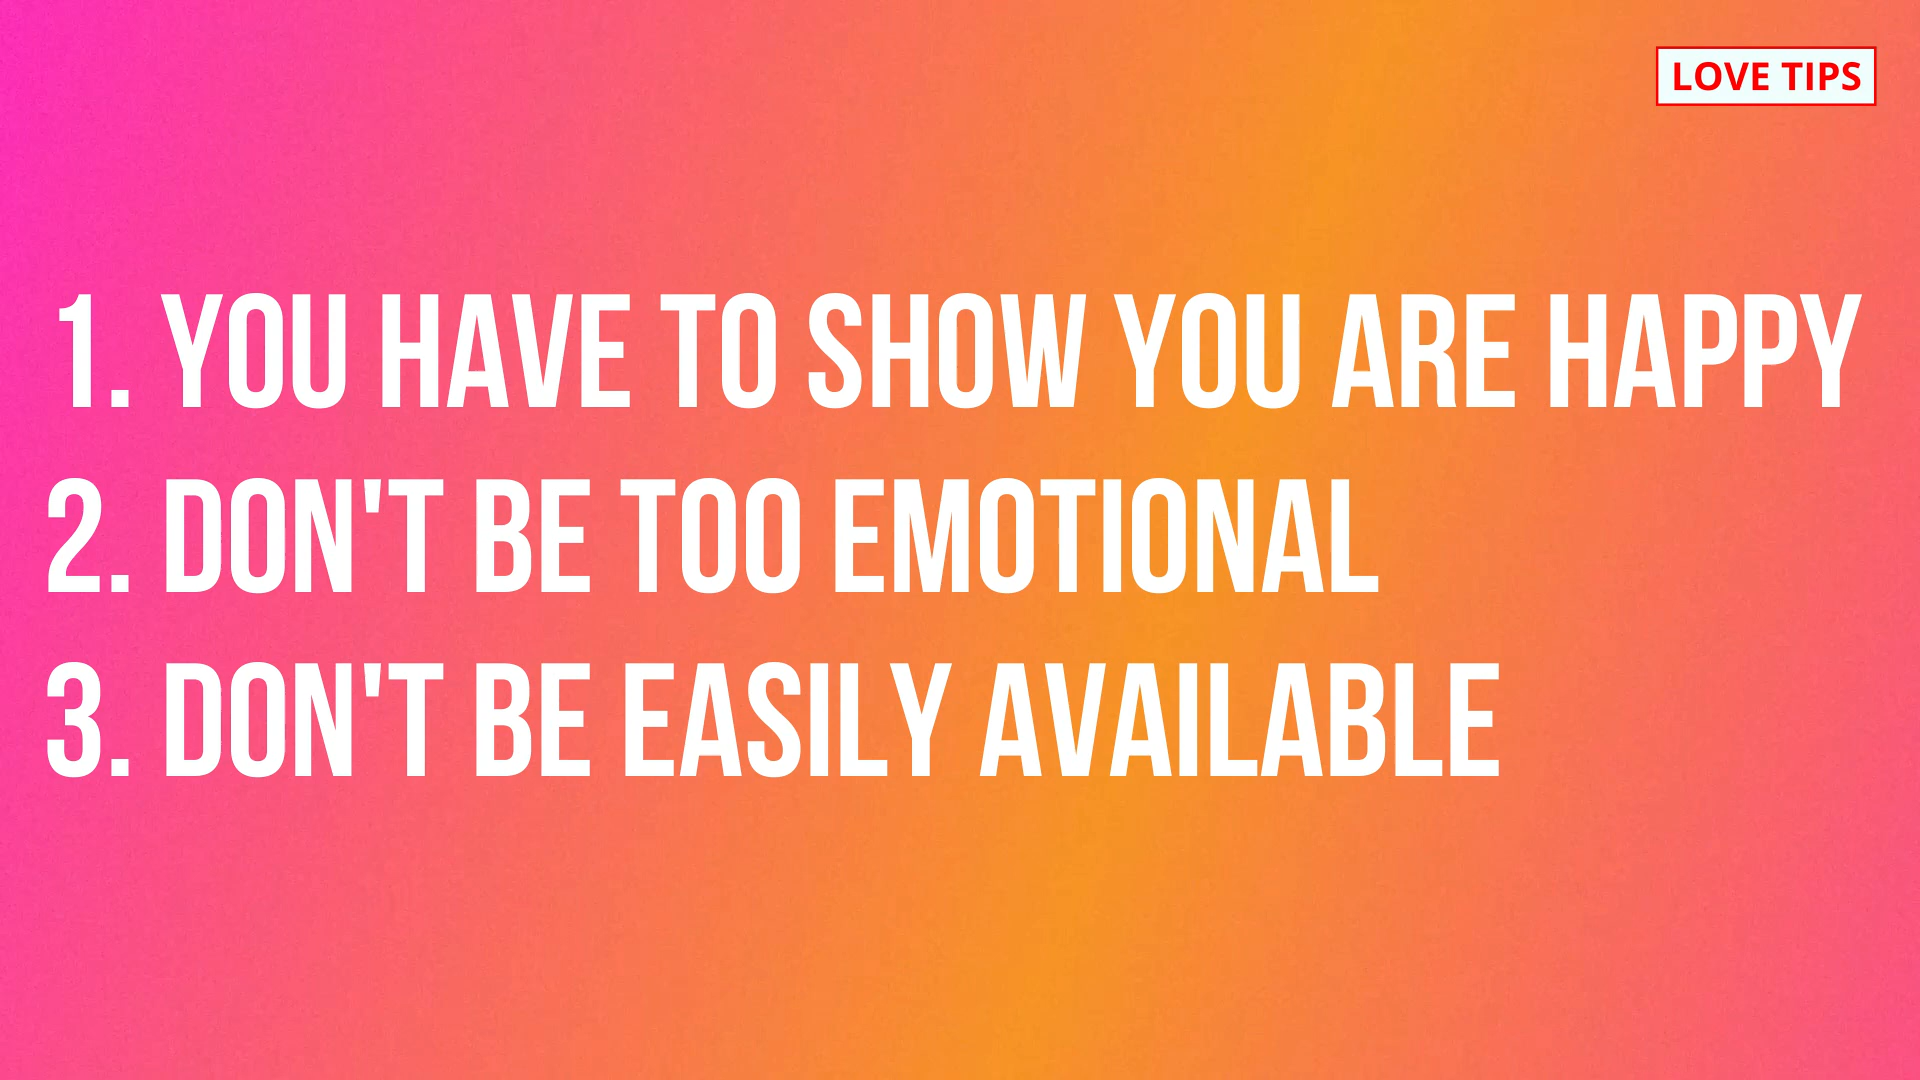 LOVE TIPS
1. YOU HAVE TO SHOW YOU ARE HAPPY
2. DON'T BE TOO EMOTIONAL
3. DON'T BE EASILY AVAILABLE